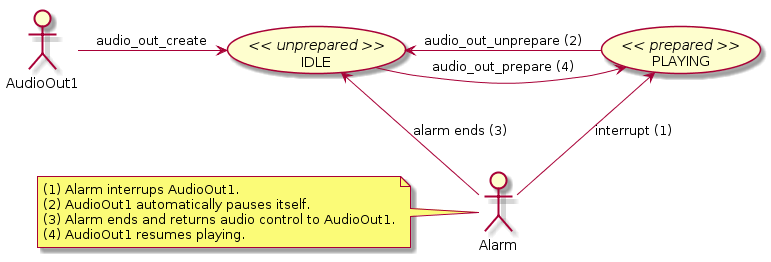 audio_out_create
AudioOut1
<< unprepared >>
IDLE
audio_out_unprepare (2)
audio_out_prepare (4)
<< prepared >>
PLAYING
alarm ends (3)
interrupt (1)
(1) Alarm interrups AudioOut1.
(2) AudioOut1 automatically pauses itself.
(3) Alarm ends and returns audio control to AudioOut1.
(4) AudioOut1 resumes playing.
Alarm